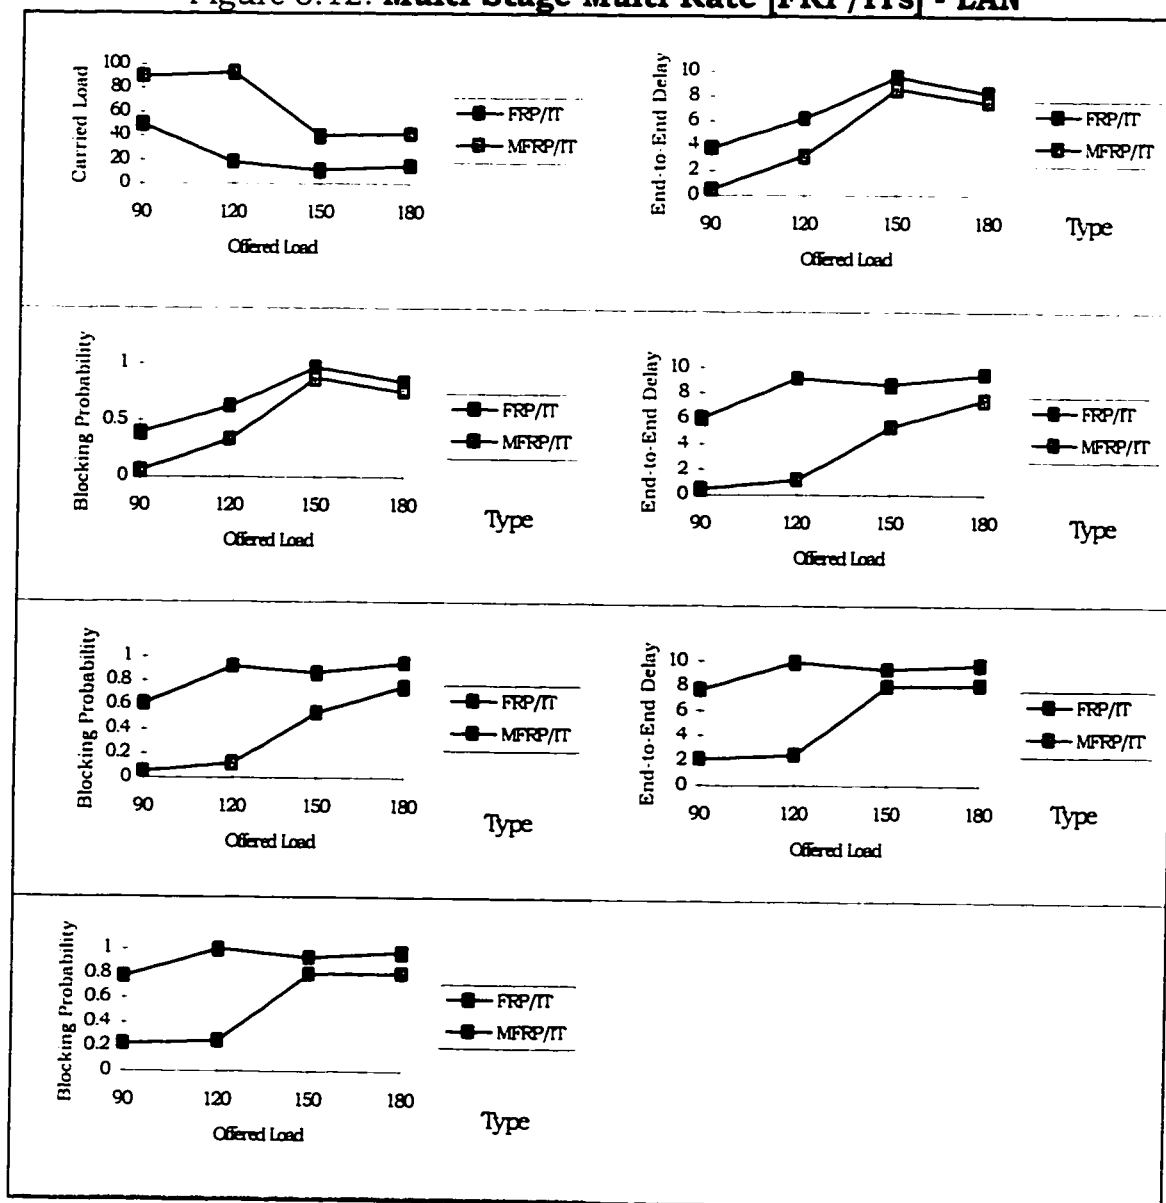 Multi Stage Multi Rate [FRP/ITs] - LAN
Carried Load
100
80
60
40
20
0
90 120 150 180
Offered Load
FRP/IT
MFRP/IT
End-to-End Delay
10
8
6
4
2
0
90 120 150 180
Offered Load
FRP/IT
MFRP/IT
Type
Blocking Probability
1
0.5
0
90 120 150 180
Offered Load
FRP/IT
MFRP/IT
Type
End-to-End Delay
10
8
6
4
2
0
90 120 150 180
Offered Load
FRP/IT
MFRP/IT
Type
Blocking Probability
1
0.8
0.6
0.4
0.2
0
90 120 150 180
Offered Load
FRP/IT
MFRP/IT
Type
End-to-End Delay
10
8
6
4
2
0
90 120 150 180
Offered Load
FRP/IT
MFRP/IT
Type
Blocking Probability
1
0.8
0.6
0.4
0.2
0
90 120 150 180
Offered Load
FRP/IT
MFRP/IT
Type